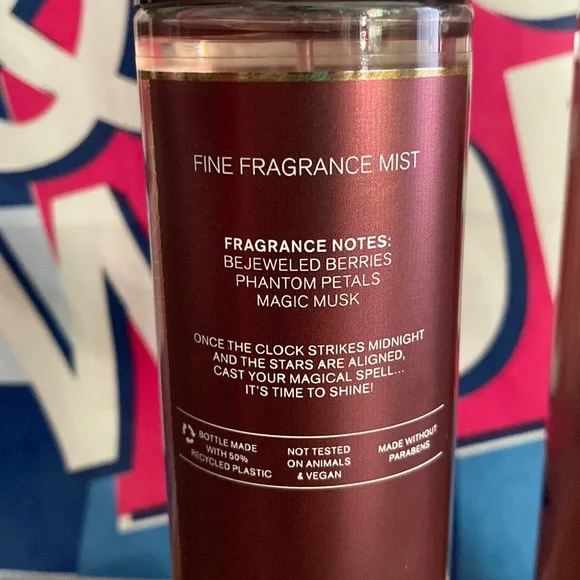 FINE FRAGRANCE MIST
FRAGRANCE NOTES:
BEJEWELED BERRIES
PHANTOM PETALS
MAGIC MUSK
ONCE THE CLOCK STRIKES MIDNIGHT
AND THE STARS ARE ALIGNED,
CAST YOUR MAGICAL SPELL...
IT'S TIME TO SHINE!
BOTTLE MADE
WITH 50%
RECYCLED PLASTIC
NOT TESTED
ON ANIMALS
& VEGAN
MADE WITHOUT
PARABENS